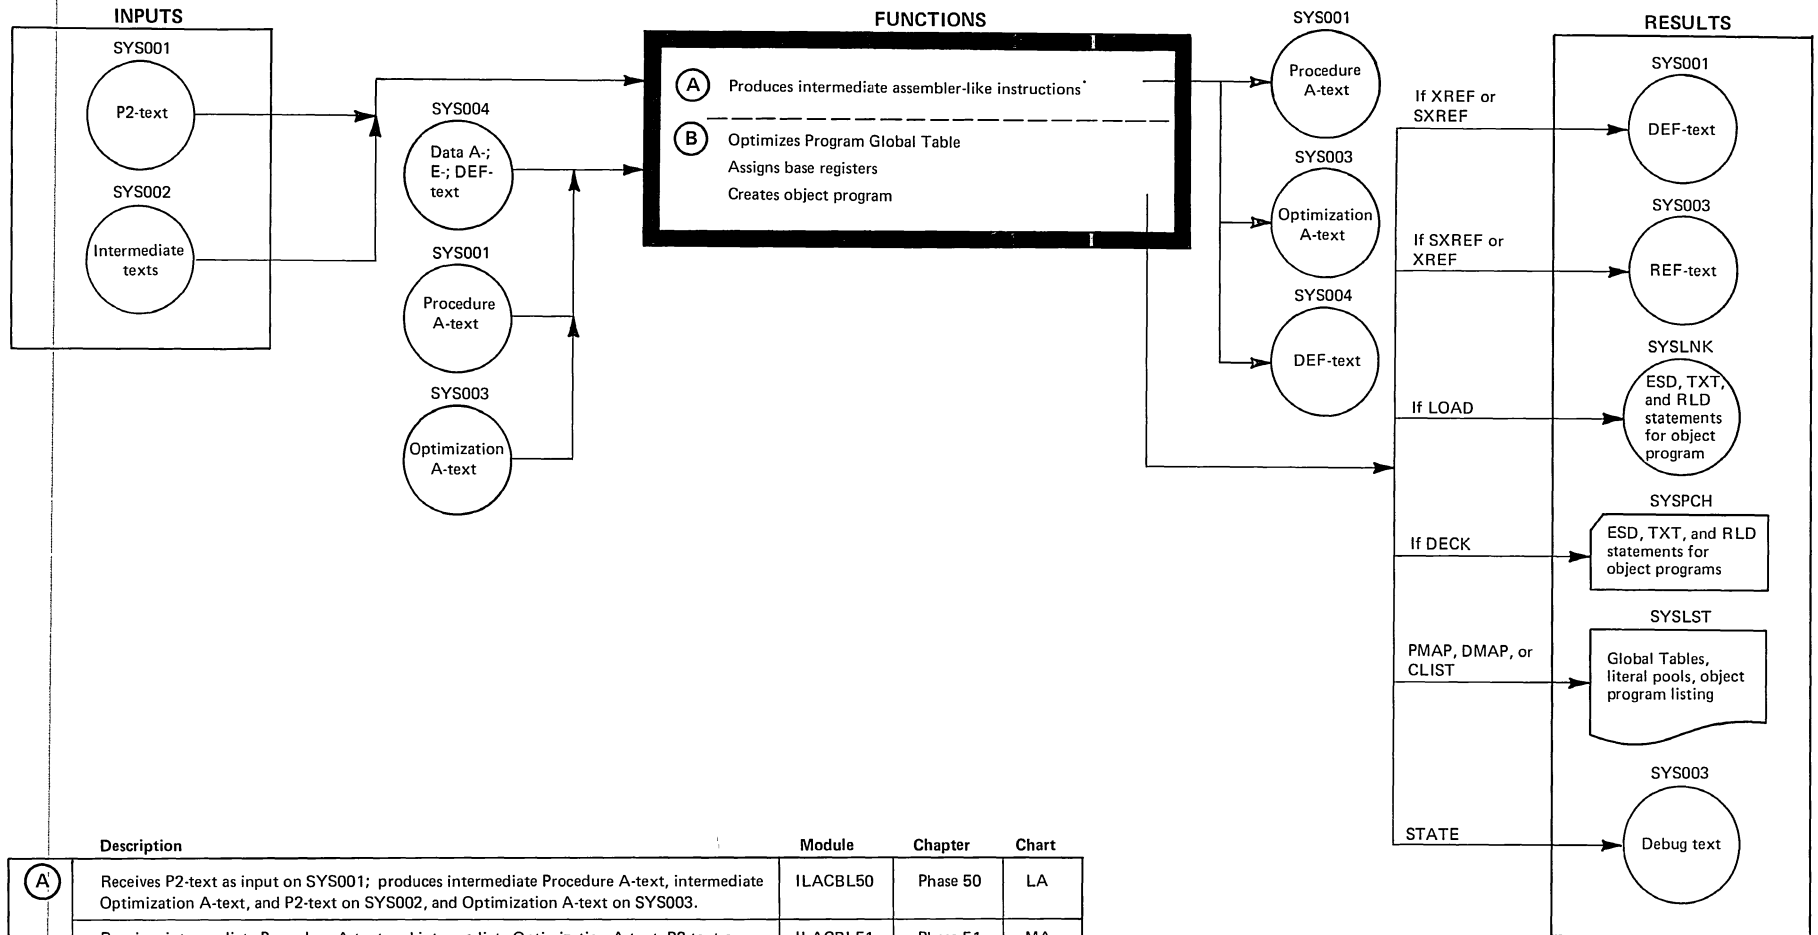 INPUTS
SYS001
P2-text
SYS002
Intermediate
texts
SYS004
Data A-;
E-; DEF-
text
SYS001
Procedure
A-text
SYS003
Optimization
A-text
FUNCTIONS
A Produces intermediate assembler-like instructions
B Optimizes Program Global Table
Assigns base registers
Creates object program
SYS001
Procedure
A-text
SYS003
Optimization
A-text
SYS004
DEF-text
RESULTS
If XREF or
SXREF
SYS001
DEF-text
If SXREF or
XREF
SYS003
REF-text
If LOAD
SYSLNK
ESD, TXT,
and RLD
statements
for object
program
If DECK
SYSPCH
ESD, TXT, and RLD
statements for
object programs
PMAP, DMAP, or
CLIST
SYSLST
Global Tables,
literal pools, object
program listing
STATE
SYS003
Debug text
Description Module Chapter Chart
A Receives P2-text as input on SYS001; produces intermediate Procedure A-text, intermediate ILACBL50 Phase 50 LA
Optimization A-text, and P2-text on SYS002, and Optimization A-text on SYS003.